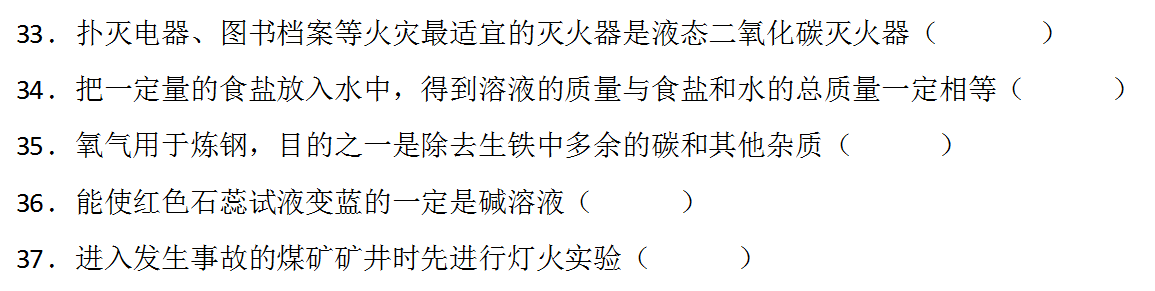 33．扑灭电器、图书档案等火灾最适宜的灭火器是液态二氧化碳灭火器（　　　）
34．把一定量的食盐放入水中，得到溶液的质量与食盐和水的总质量一定相等（　　　）
35．氧气用于炼钢，目的之一是除去生铁中多余的碳和其他杂质（　　　）
36．能使红色石蕊试液变蓝的一定是碱溶液（　　　）
37．进入发生事故的煤矿矿井时先进行灯火实验（　　　）